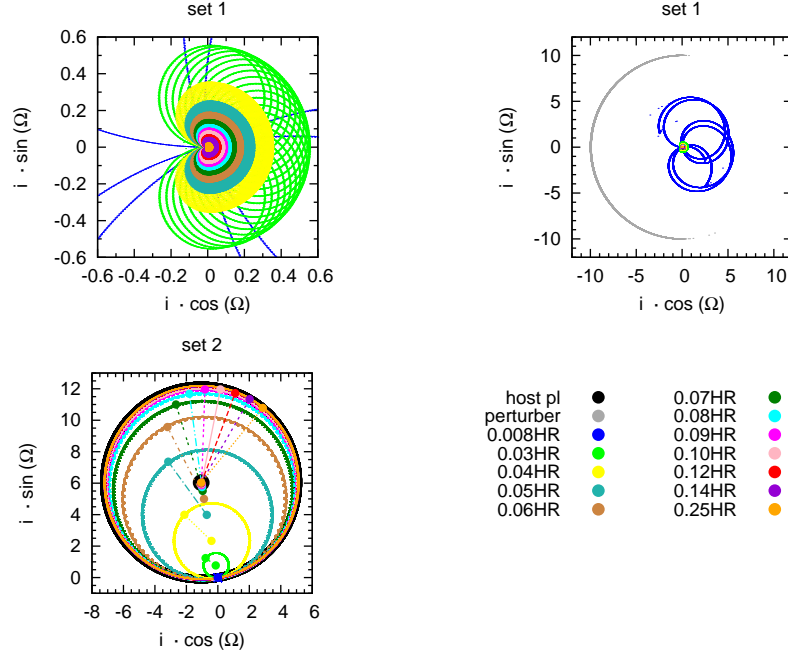 set 1
i · sin (Ω)
0.6
0.4
0.2
0
-0.2
-0.4
-0.6
-0.6 -0.4 -0.2 0 0.2 0.4 0.6
i · cos (Ω)
set 1
i · sin (Ω)
10
5
0
-5
-10
-10 -5 0 5 10
i · cos (Ω)
set 2
i · sin (Ω)
12
10
8
6
4
2
0
-8 -6 -4 -2 0 2 4 6
i · cos (Ω)
host pl
perturber
0.008HR
0.03HR
0.04HR
0.05HR
0.06HR
0.07HR
0.08HR
0.09HR
0.10HR
0.12HR
0.14HR
0.25HR